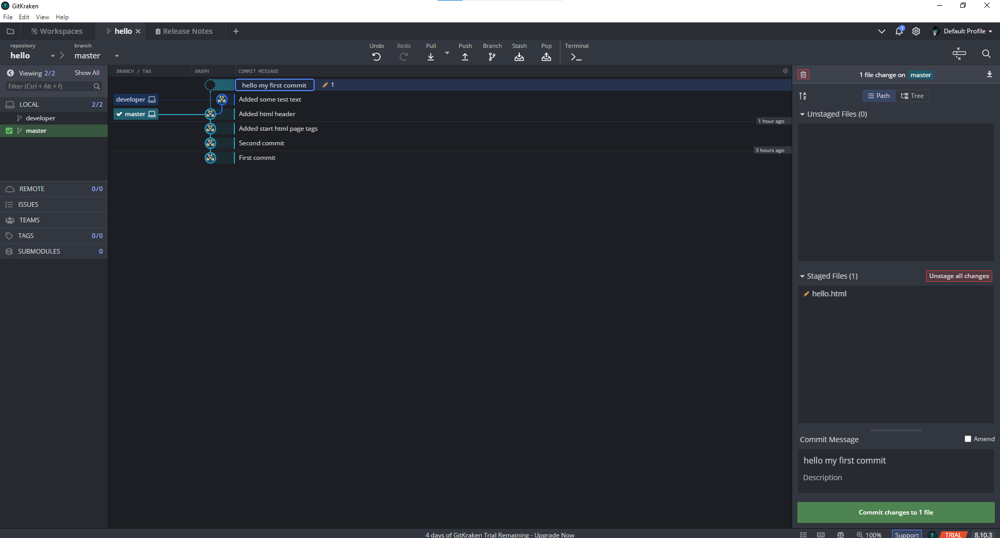 GitKraken
File Edit View Help
Workspaces hello Release Notes Default Profile
1
repository branch
hello master
Undo Redo Pull Push Branch Stash Pop Terminal
Viewing 2/2 Show All
Filter (Ctrl + Alt + f)
LOCAL 2/2
developer
master
REMOTE 0/0
ISSUES
TEAMS
TAGS 0/0
SUBMODULES 0
BRANCH / TAG GRAPH COMMIT MESSAGE
hello my first commit 1
developer Added some test text
master Added html header
1 hour ago
Added start html page tags
Second commit
3 hours ago
First commit
1 file change on master
Path Tree
Unstaged Files (0)
Staged Files (1) Unstage all changes
hello.html
Commit Message Amend
hello my first commit
Description
Commit changes to 1 file
4 days of GitKraken Trial Remaining - Upgrade Now 100% Support TRIAL 8.10.3